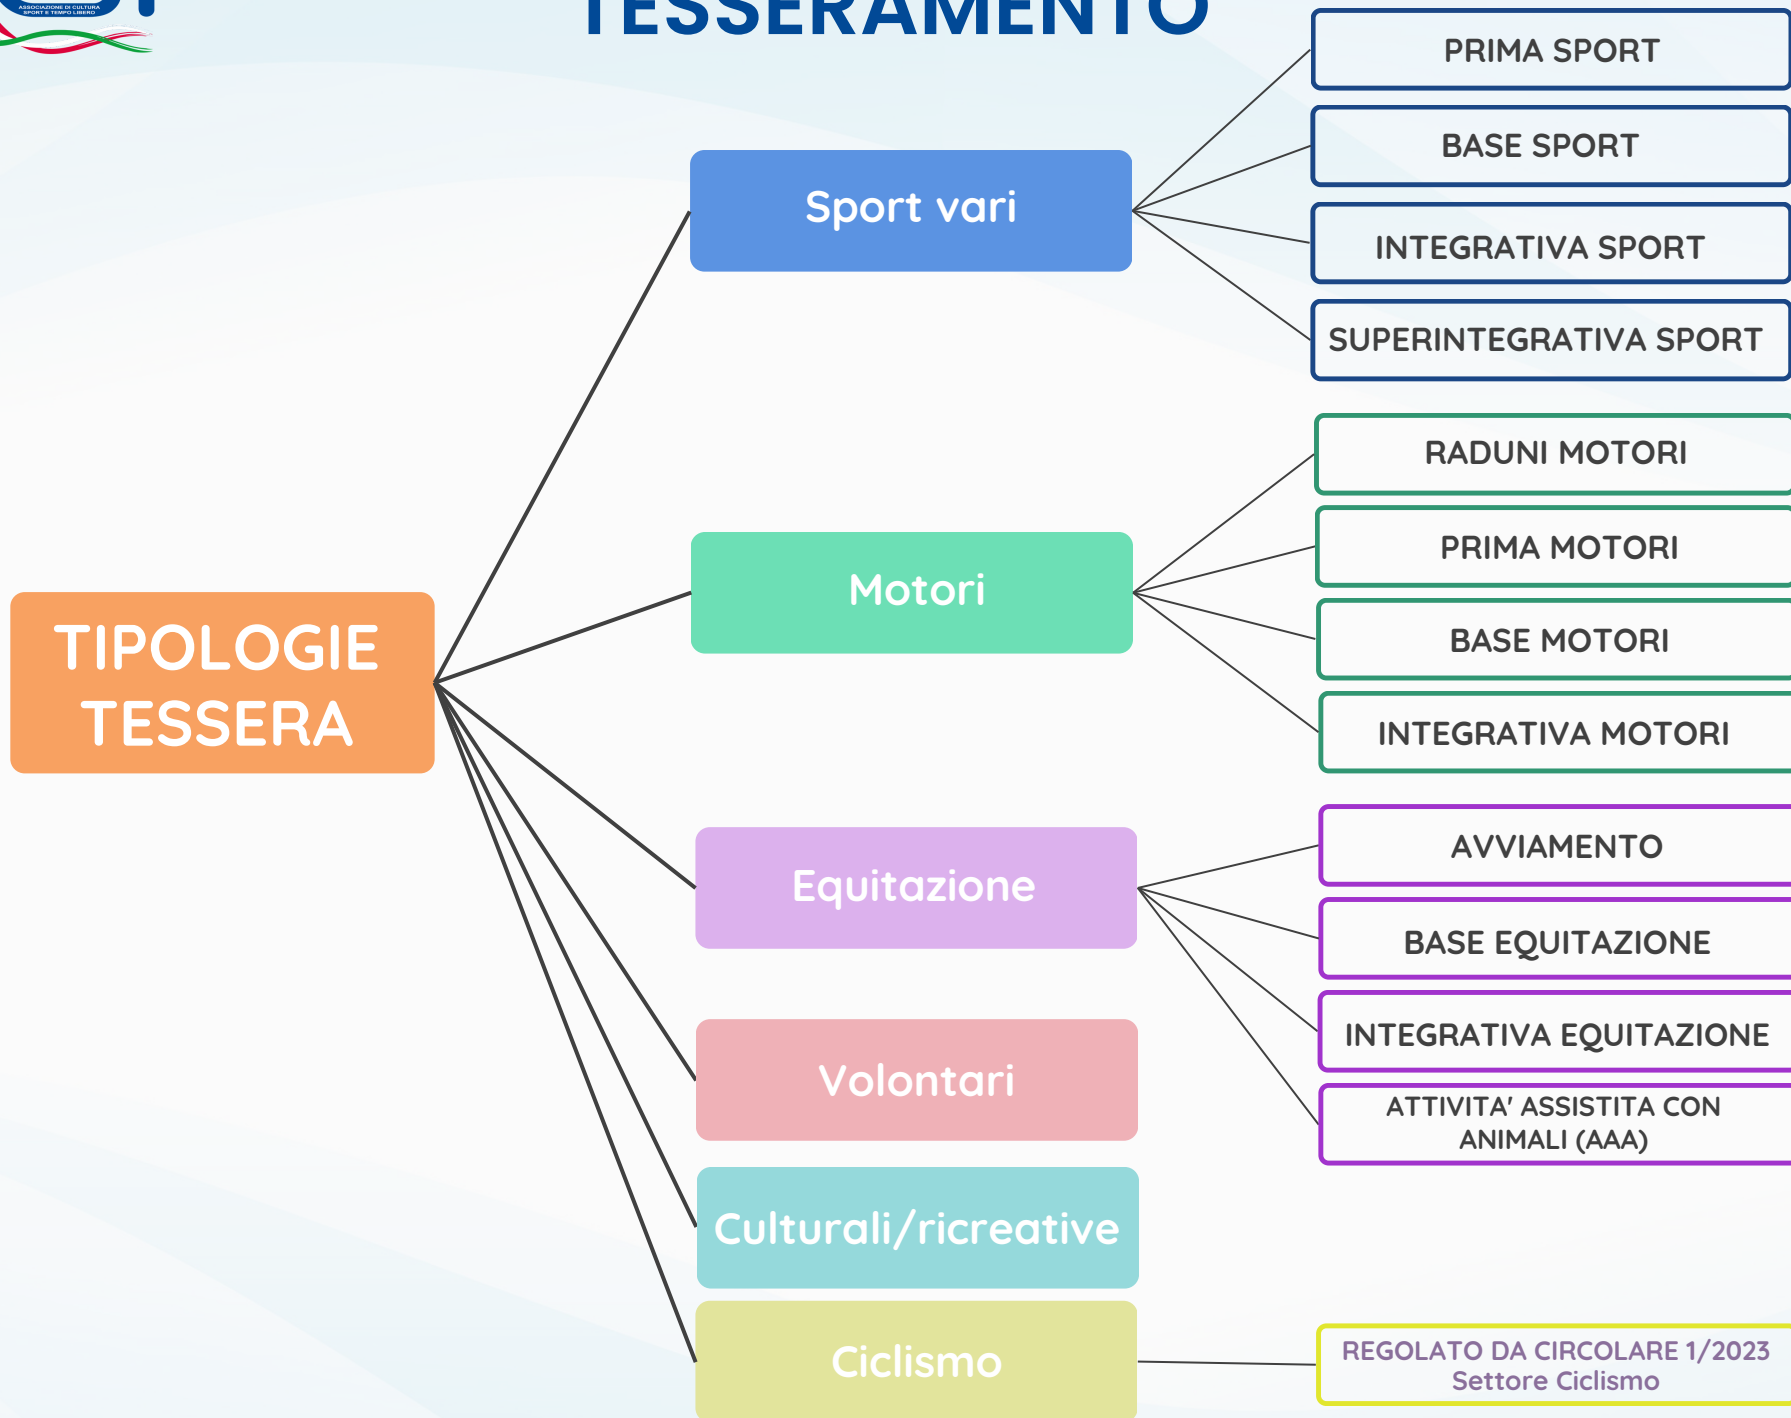 ASSOCIAZIONE DI CULTURA
SPORT E TEMPO LIBERO
TESSERAMENTO
TIPOLOGIE
TESSERA
Sport vari
PRIMA SPORT
BASE SPORT
INTEGRATIVA SPORT
SUPERINTEGRATIVA SPORT
Motori
RADUNI MOTORI
PRIMA MOTORI
BASE MOTORI
INTEGRATIVA MOTORI
Equitazione
AVVIAMENTO
BASE EQUITAZIONE
INTEGRATIVA EQUITAZIONE
ATTIVITA' ASSISTITA CON
ANIMALI (AAA)
Volontari
Culturali/ricreative
Ciclismo
REGOLATO DA CIRCOLARE 1/2023
Settore Ciclismo